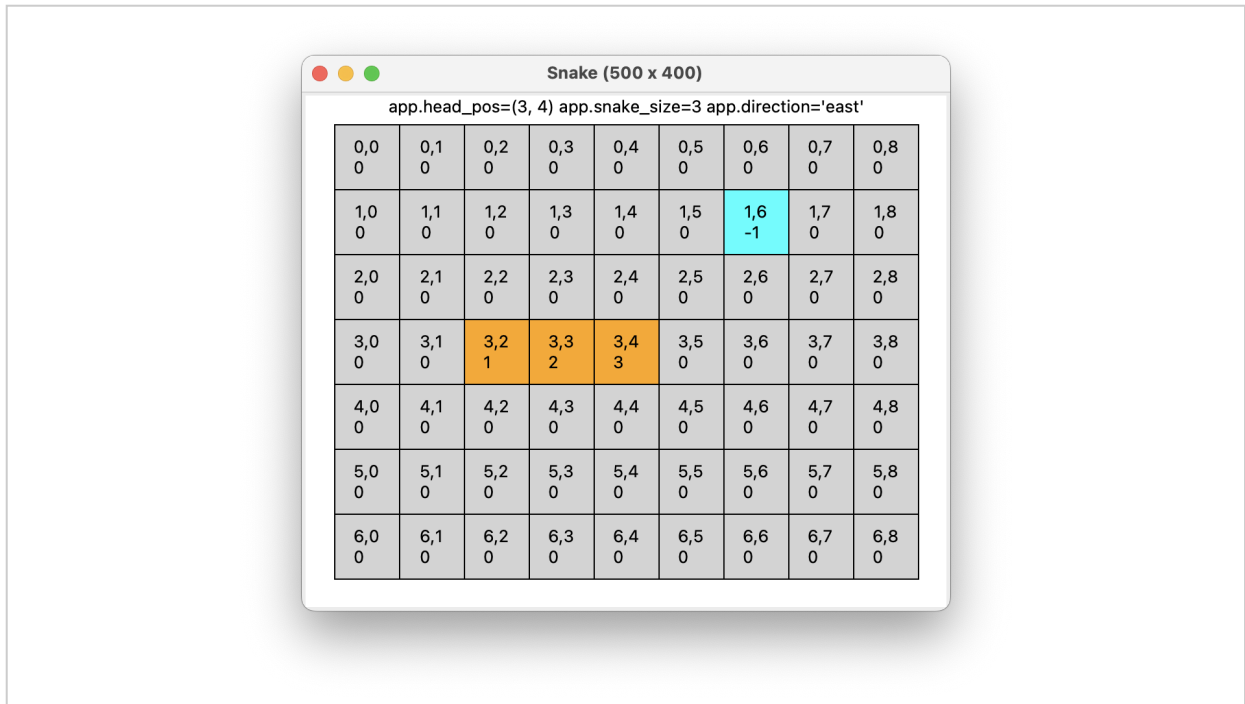 Snake (500 x 400)
app.head_pos=(3, 4) app.snake_size=3 app.direction='east'
0,0 0,1 0,2 0,3 0,4 0,5 0,6 0,7 0,8
0 0 0 0 0 0 0 0 0
1,0 1,1 1,2 1,3 1,4 1,5 1,6 1,7 1,8
0 0 0 0 0 0 -1 0 0
2,0 2,1 2,2 2,3 2,4 2,5 2,6 2,7 2,8
0 0 0 0 0 0 0 0 0
3,0 3,1 3,2 3,3 3,4 3,5 3,6 3,7 3,8
0 0 1 2 3 0 0 0 0
4,0 4,1 4,2 4,3 4,4 4,5 4,6 4,7 4,8
0 0 0 0 0 0 0 0 0
5,0 5,1 5,2 5,3 5,4 5,5 5,6 5,7 5,8
0 0 0 0 0 0 0 0 0
6,0 6,1 6,2 6,3 6,4 6,5 6,6 6,7 6,8
0 0 0 0 0 0 0 0 0